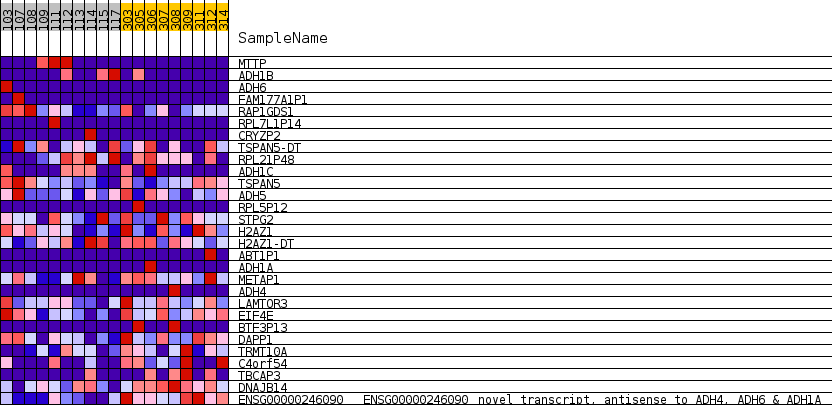 103 107 108 109 111 112 113 114 115 117 303 305 306 307 308 309 311 312 314
SampleName
MTTP
ADH1B
ADH6
FAM177A1P1
RAP1GDS1
RPL7L1P14
CRYZP2
TSPAN5-DT
RPL21P48
ADH1C
TSPAN5
ADH5
RPL5P12
STPG2
H2AZ1
H2AZ1-DT
ABT1P1
ADH1A
METAP1
ADH4
LAMTOR3
EIF4E
BTF3P13
DAPP1
TRMT10A
C4orf54
TBCAP3
DNAJB14
ENSG00000246090 ENSG00000246090 novel transcript, antisense to ADH4, ADH6 & ADH1A